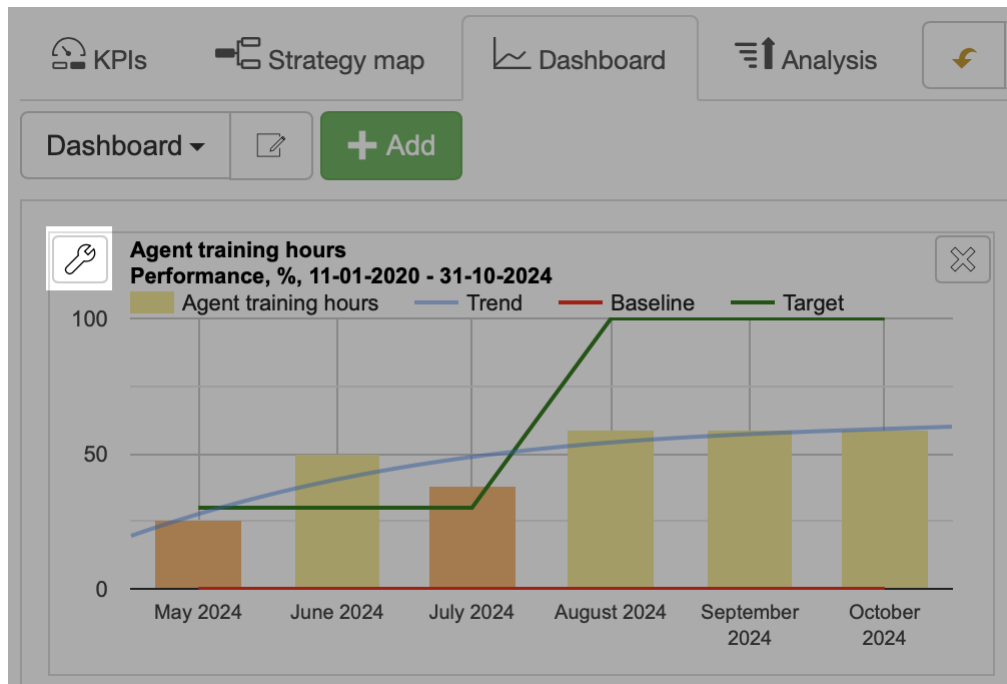 KPIs Strategy map Dashboard Analysis
Dashboard Add
Agent training hours
Performance, %, 11-01-2020 - 31-10-2024
Agent training hours Trend Baseline Target
100
50
0
May 2024 June 2024 July 2024 August 2024 September 2024 October 2024